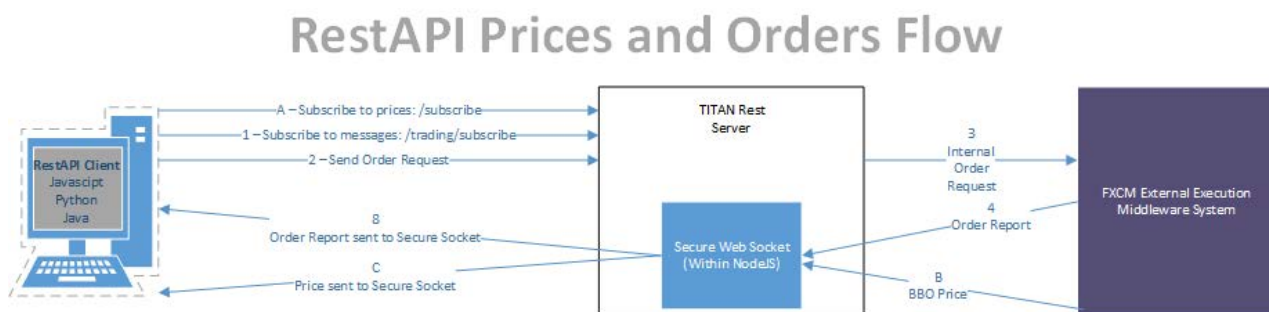 RestAPI Prices and Orders Flow
A – Subscribe to prices: /subscribe
1 – Subscribe to messages: /trading/subscribe
2 – Send Order Request
RestAPI Client
Javascipt
Python
Java
8
Order Report sent to Secure Socket
C
Price sent to Secure Socket
TITAN Rest
Server
Secure Web Socket
(Within NodeJS)
3
Internal
Order
Request
4
Order Report
B
BBO Price
FXCM External Execution
Middleware System